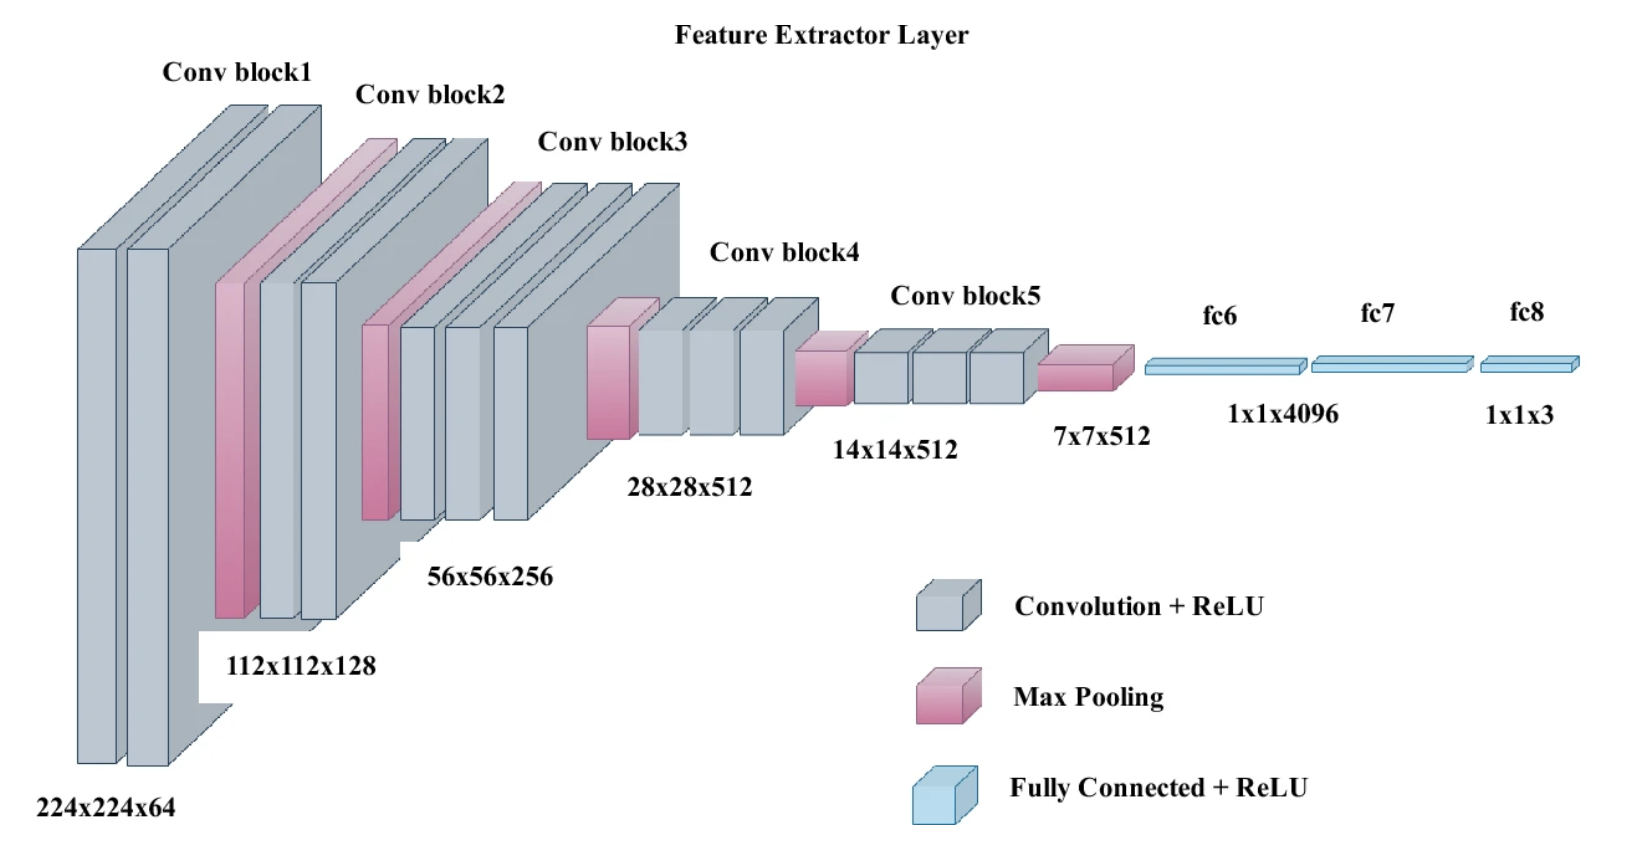 Feature Extractor Layer
Conv block1
Conv block2
Conv block3
Conv block4
Conv block5
fc6
fc7
fc8
1x1x4096
1x1x3
7x7x512
14x14x512
28x28x512
56x56x256
112x112x128
224x224x64
Convolution + ReLU
Max Pooling
Fully Connected + ReLU